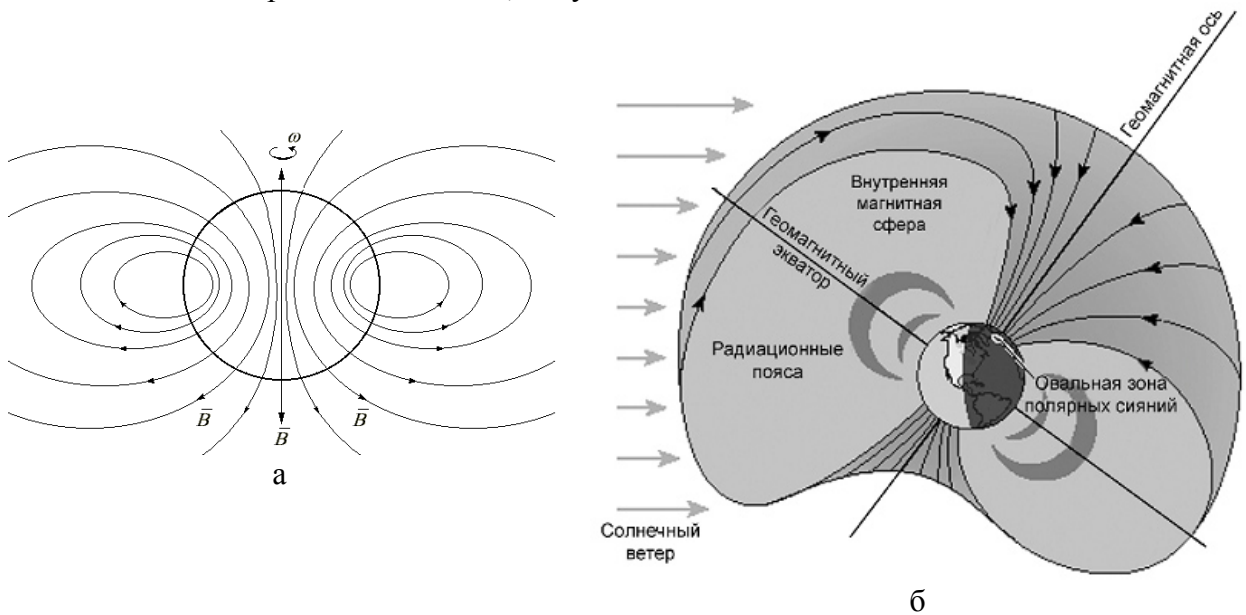 ω
B̅
B̅
B̅
а
Геомагнитная ось
Внутренняя
магнитная
сфера
Геомагнитный
экватор
Радиационные
пояса
Овальная зона
полярных сияний
Солнечный
ветер
б